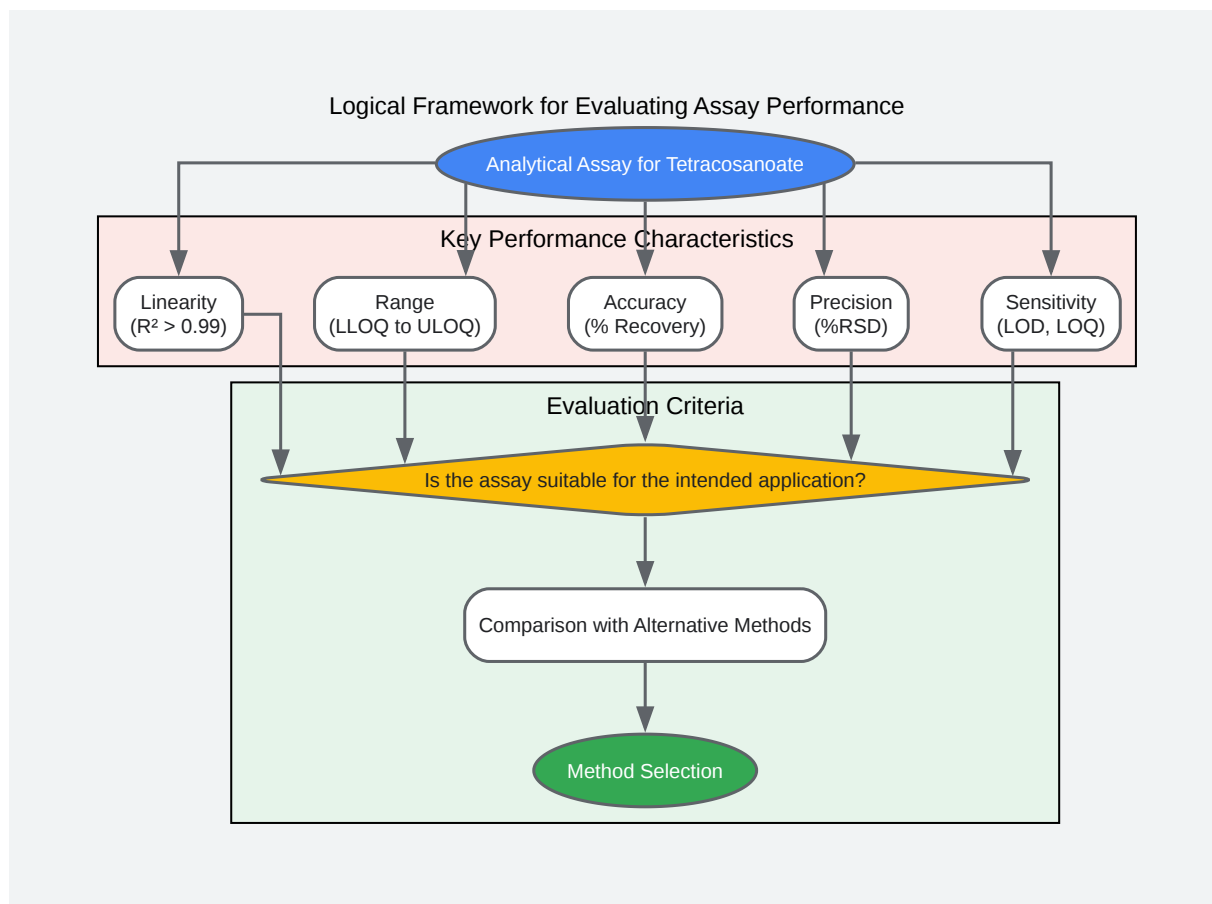 Logical Framework for Evaluating Assay Performance
Analytical Assay for Tetracosanoate
Key Performance Characteristics
Linearity
(R² > 0.99)
Range
(LLOQ to ULOQ)
Accuracy
(% Recovery)
Precision
(%RSD)
Sensitivity
(LOD, LOQ)
Evaluation Criteria
Is the assay suitable for the intended application?
Comparison with Alternative Methods
Method Selection